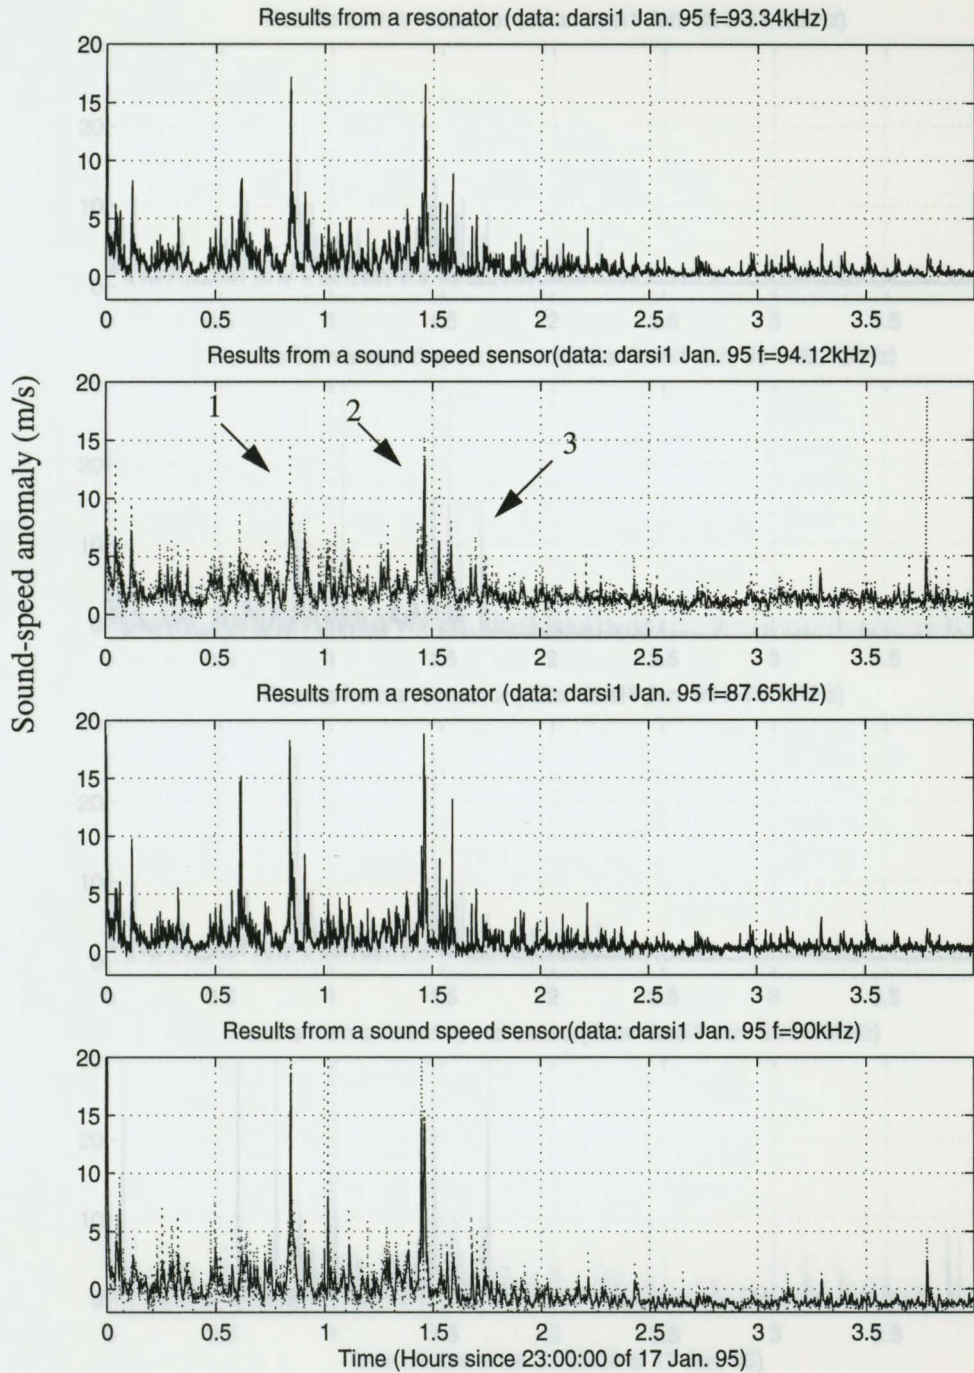 Results from a resonator (data: darsi1 Jan. 95 f=93.34kHz)
20
15
10
5
0
0 0.5 1 1.5 2 2.5 3 3.5
Results from a sound speed sensor(data: darsi1 Jan. 95 f=94.12kHz)
20
15
10
5
0
1
2
3
0 0.5 1 1.5 2 2.5 3 3.5
Sound-speed anomaly (m/s)
Results from a resonator (data: darsi1 Jan. 95 f=87.65kHz)
20
15
10
5
0
0 0.5 1 1.5 2 2.5 3 3.5
Results from a sound speed sensor(data: darsi1 Jan. 95 f=90kHz)
20
15
10
5
0
0 0.5 1 1.5 2 2.5 3 3.5
Time (Hours since 23:00:00 of 17 Jan. 95)